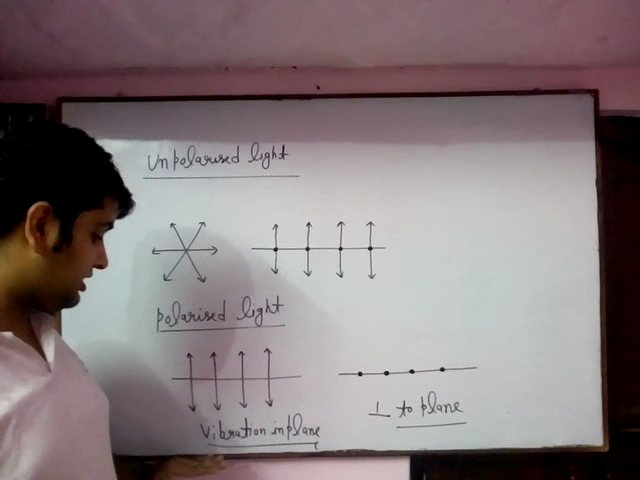 Unpolarised light
polarised light
Vibration in plane
⊥ to plane